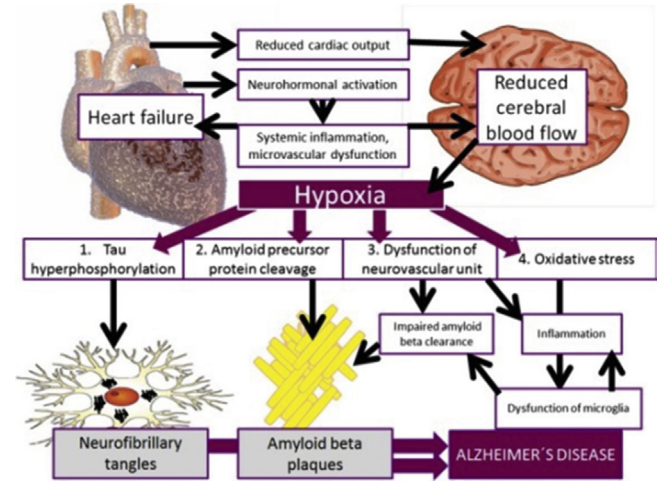 Reduced cardiac output
Neurohormonal activation
Heart failure
Systemic inflammation,
microvascular dysfunction
Reduced
cerebral
blood flow
Hypoxia
1. Tau
hyperphosphorylation
2. Amyloid precursor
protein cleavage
3. Dysfunction of
neurovascular unit
4. Oxidative stress
Impaired amyloid
beta clearance
Inflammation
Dysfunction of microglia
Neurofibrillary
tangles
Amyloid beta
plaques
ALZHEIMER´S DISEASE